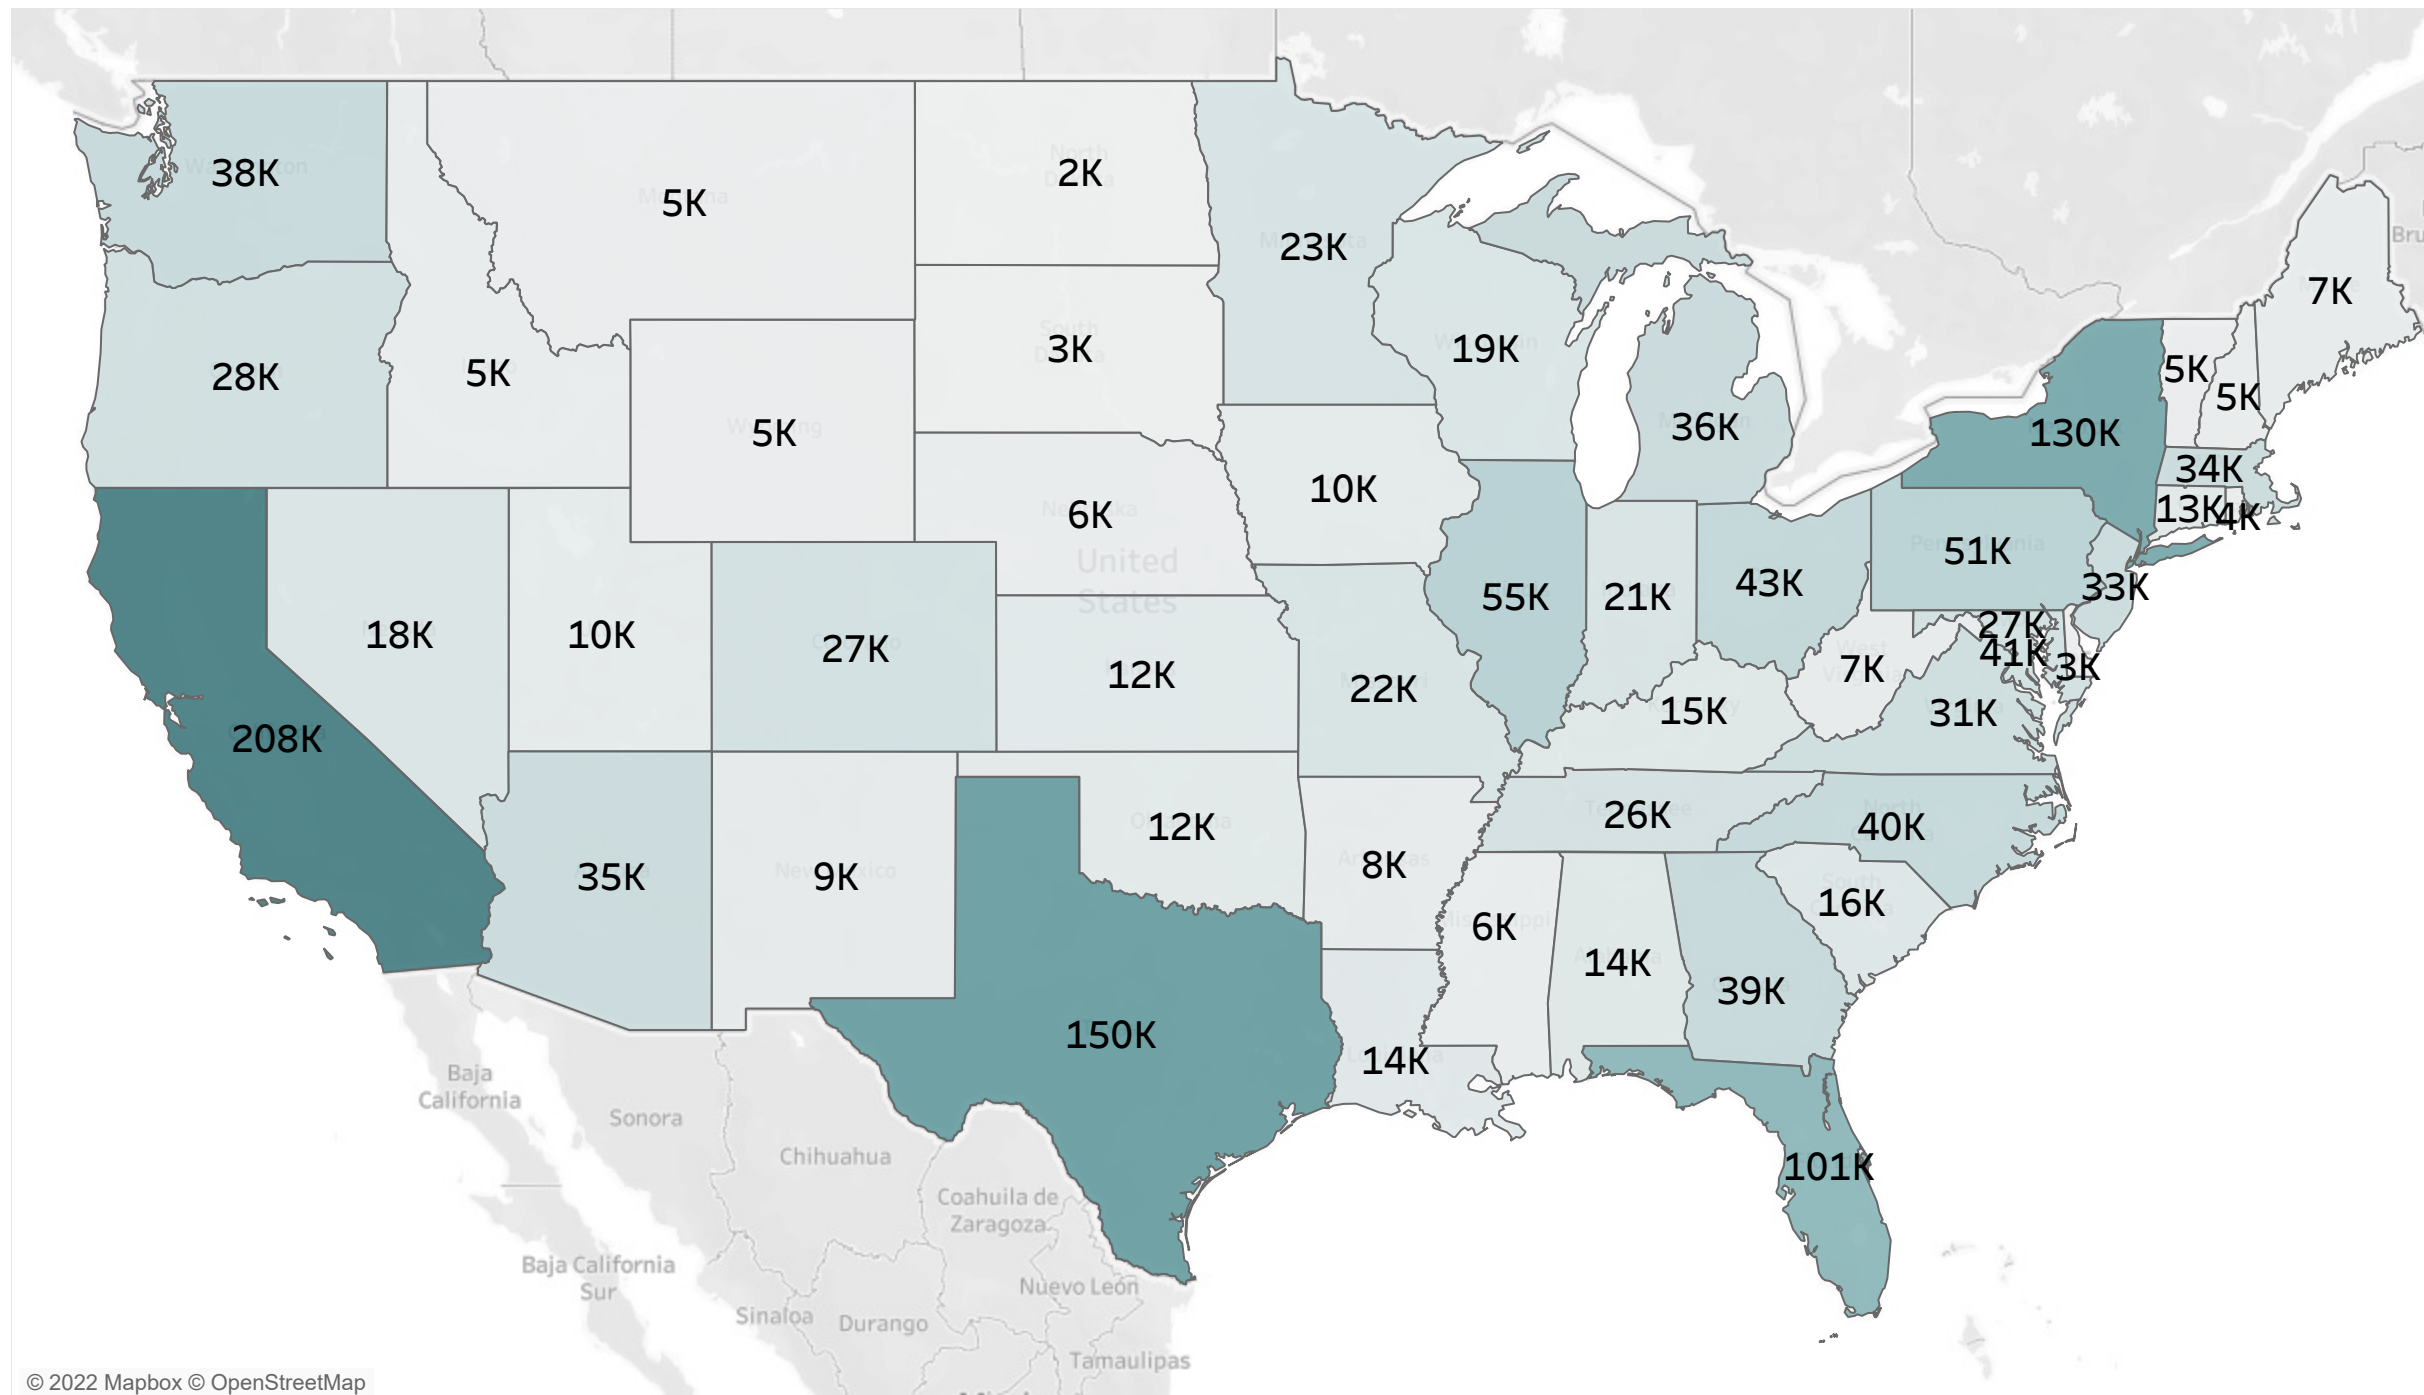 38K
5K
2K
23K
7K
28K
5K
5K
3K
19K
36K
5K
5K
130K
34K
13K
4K
6K
10K
United
States
55K
21K
43K
51K
33K
27K
41K
3K
18K
10K
27K
12K
22K
15K
7K
31K
208K
35K
9K
12K
8K
26K
40K
16K
6K
14K
39K
150K
14K
101K
Baja
California
Sonora
Chihuahua
Coahuila de
Zaragoza
Baja California
Sur
Nuevo León
Sinaloa
Durango
Tamaulipas
Bru
© 2022 Mapbox © OpenStreetMap